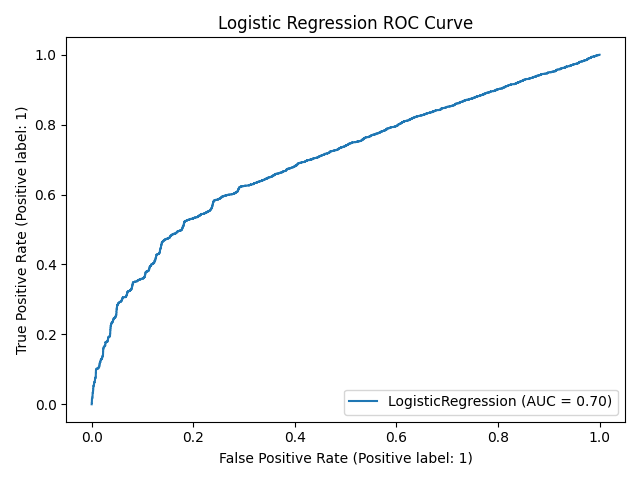 Logistic Regression ROC Curve
1.0
0.8
0.6
0.4
0.2
0.0
True Positive Rate (Positive label: 1)
LogisticRegression (AUC = 0.70)
0.0 0.2 0.4 0.6 0.8 1.0
False Positive Rate (Positive label: 1)